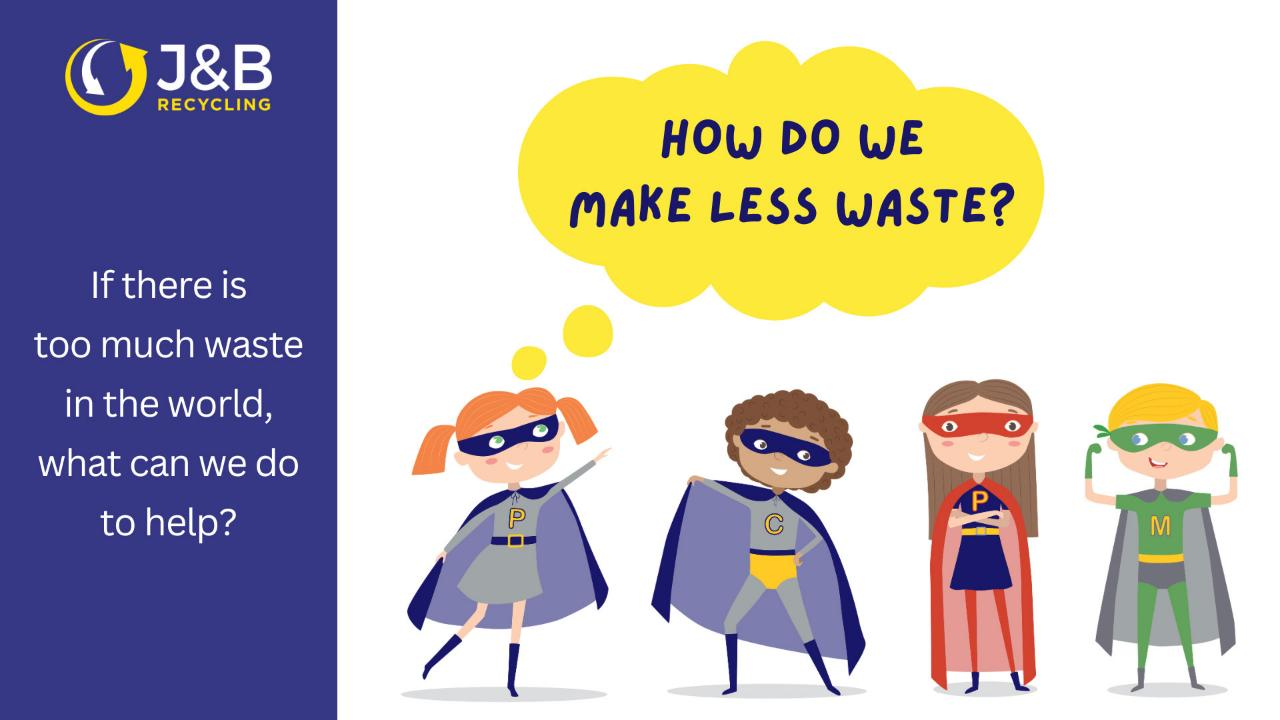 J&B
RECYCLING
If there is
too much waste
in the world,
what can we do
to help?
HOW DO WE
MAKE LESS WASTE?
P
C
P
M